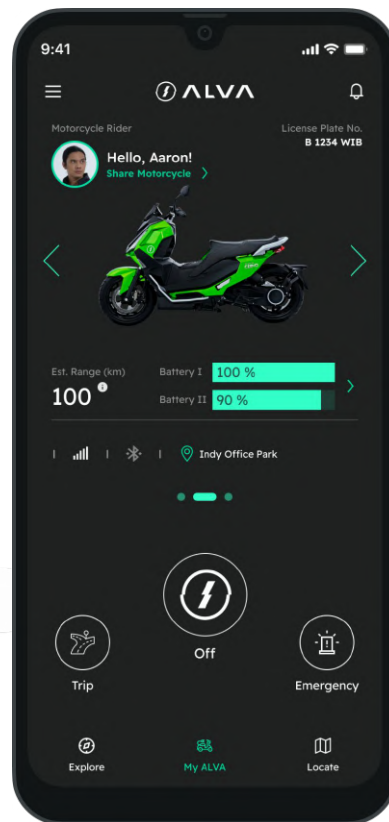 9:41
ALVA
Motorcycle Rider
License Plate No.
B 1234 WIB
Hello, Aaron!
Share Motorcycle
Est. Range (km)
100
Battery I
100 %
Battery II
90 %
Indy Office Park
Off
Trip
Emergency
Explore
My ALVA
Locate